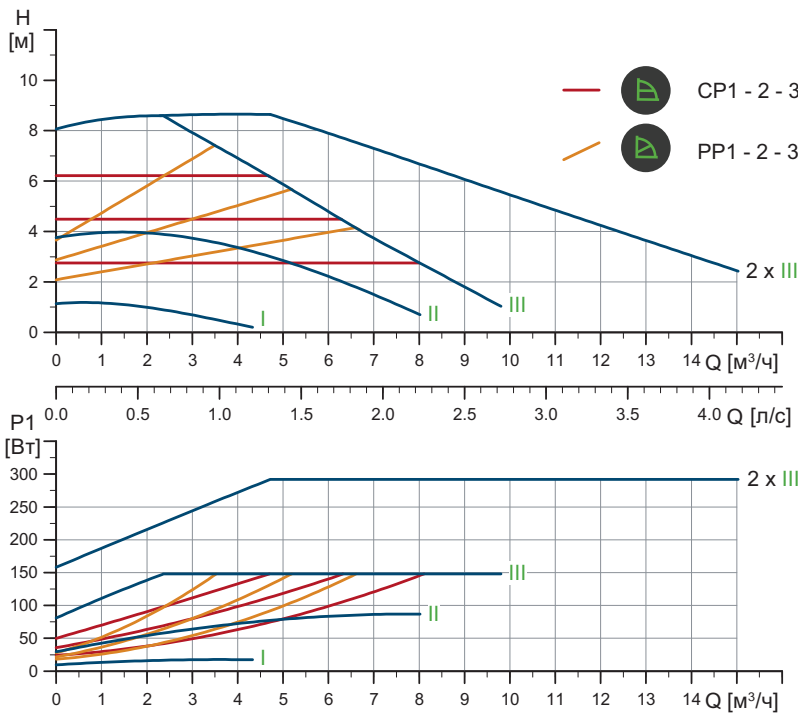 H
[м]
10
8
6
4
2
0
CP1 - 2 - 3
PP1 - 2 - 3
2 x III
I
II
III
0 1 2 3 4 5 6 7 8 9 10 11 12 13 14 Q [м³/ч]
0.0 0.5 1.0 1.5 2.0 2.5 3.0 3.5 4.0 Q [л/с]
P1
[Вт]
300
250
200
150
100
50
0
2 x III
III
II
I
0 1 2 3 4 5 6 7 8 9 10 11 12 13 14 Q [м³/ч]